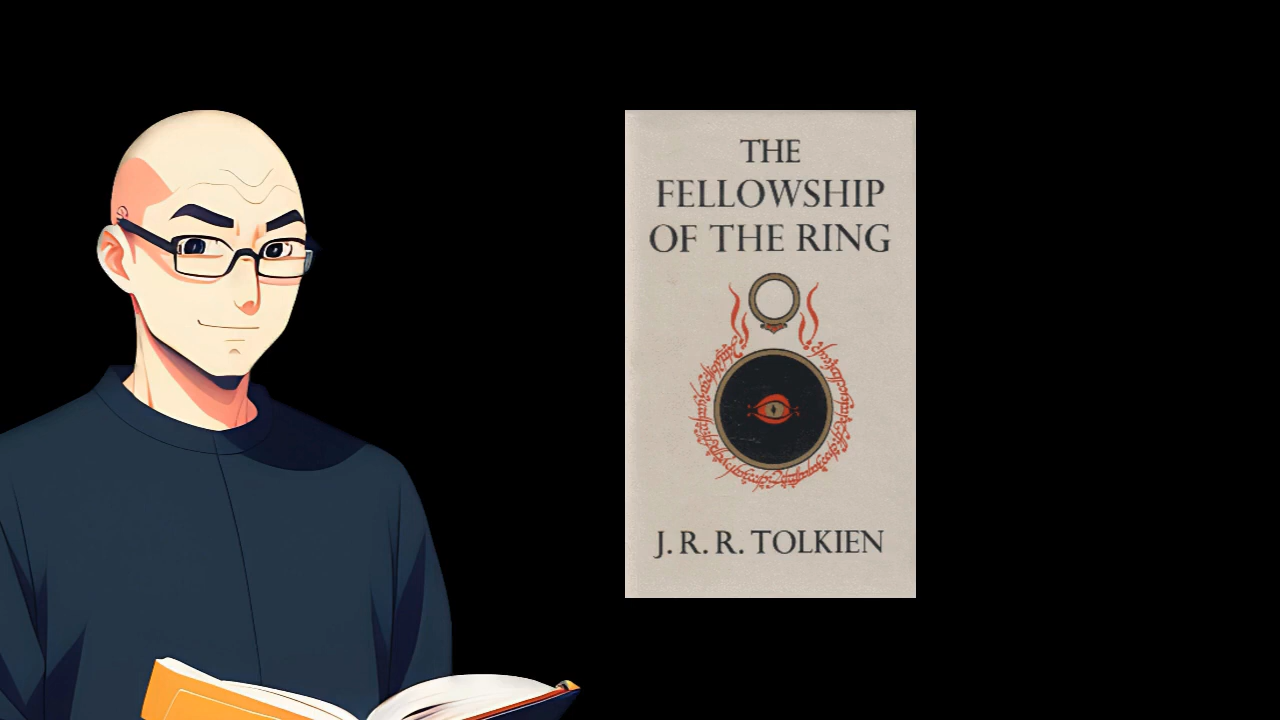 THE
FELLOWSHIP
OF THE RING
J. R. R. TOLKIEN